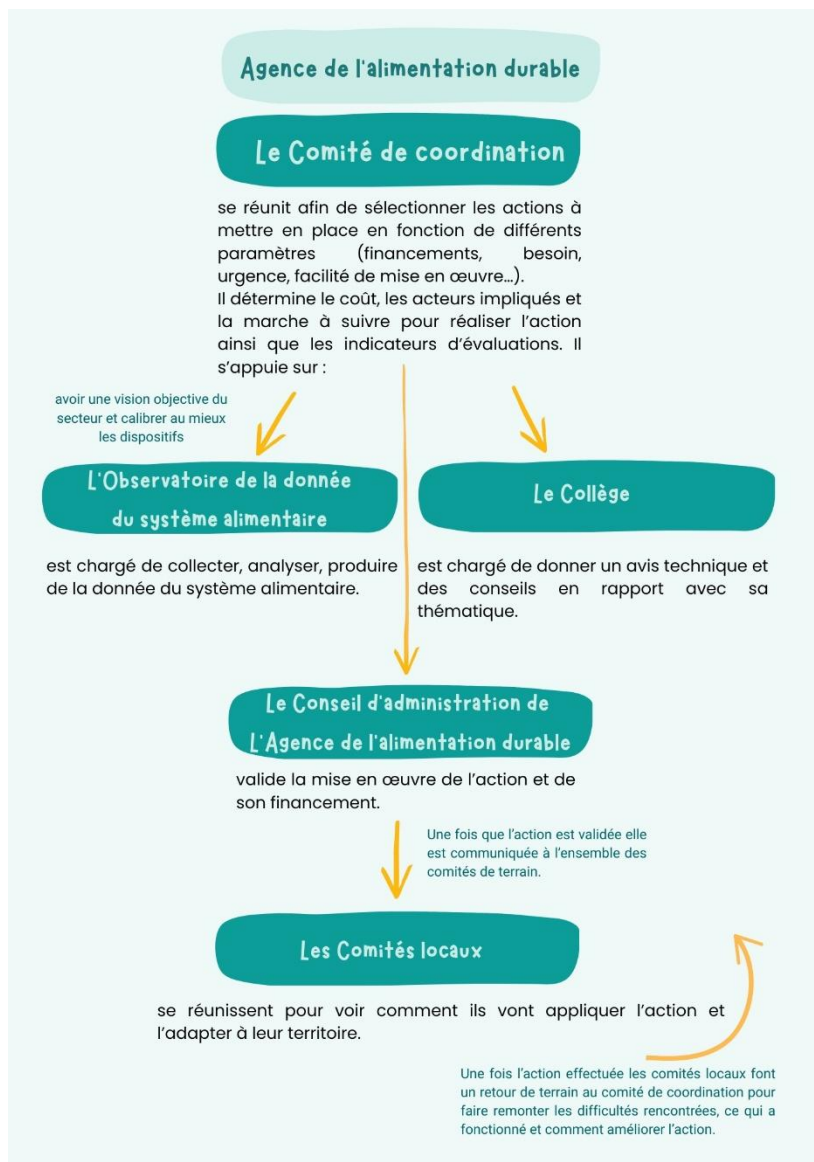 Agence de l'alimentation durable
Le Comité de coordination
se réunit afin de sélectionner les actions à
mettre en place en fonction de différents
paramètres (financements, besoin,
urgence, facilité de mise en œuvre...).
Il détermine le coût, les acteurs impliqués et
la marche à suivre pour réaliser l'action
ainsi que les indicateurs d'évaluations. Il
s'appuie sur :
avoir une vision objective du
secteur et calibrer au mieux
les dispositifs
L'Observatoire de la donnée
du système alimentaire
est chargé de collecter, analyser, produire
de la donnée du système alimentaire.
Le Collège
est chargé de donner un avis technique et
des conseils en rapport avec sa
thématique.
Le Conseil d'administration de
L'Agence de l'alimentation durable
valide la mise en œuvre de l'action et de
son financement.
Une fois que l'action est validée elle
est communiquée à l'ensemble des
comités de terrain.
Les Comités locaux
se réunissent pour voir comment ils vont appliquer l'action et
l'adapter à leur territoire.
Une fois l'action effectuée les comités locaux font
un retour de terrain au comité de coordination pour
faire remonter les difficultés rencontrées, ce qui a
fonctionné et comment améliorer l'action.